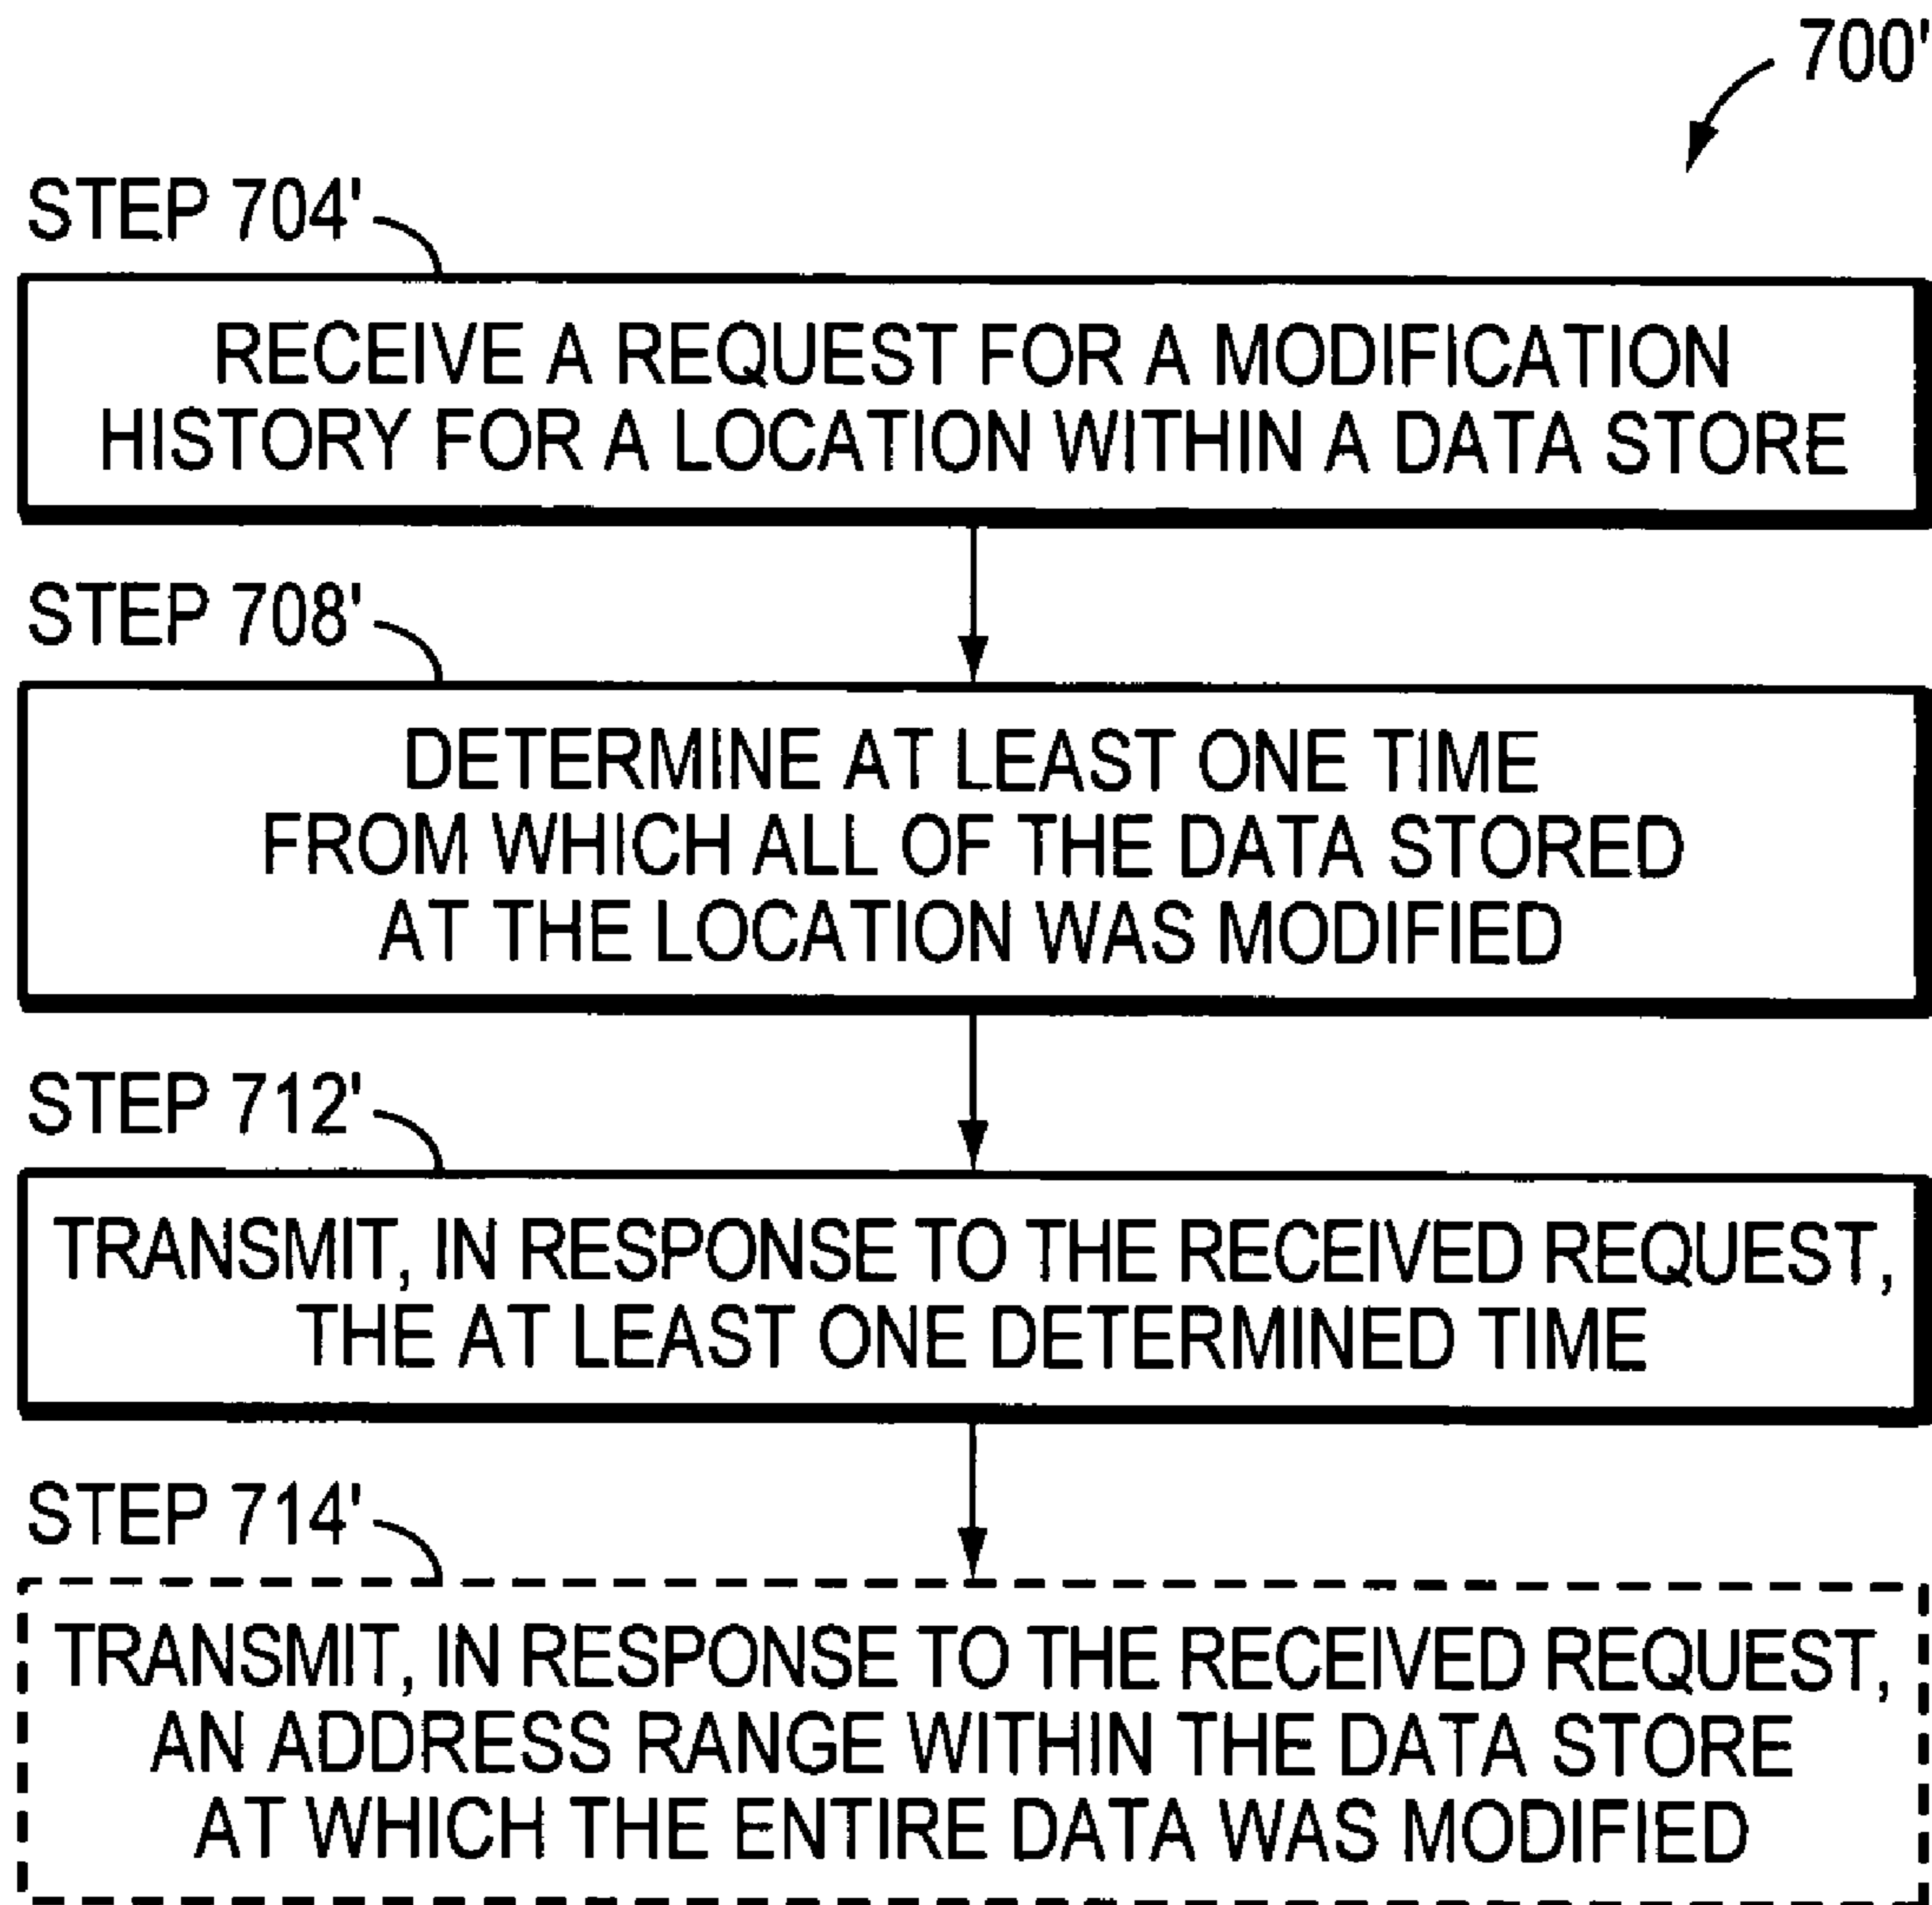 700'
STEP 704'
RECEIVE A REQUEST FOR A MODIFICATION
HISTORY FOR A LOCATION WITHIN A DATA STORE
STEP 708'
DETERMINE AT LEAST ONE TIME
FROM WHICH ALL OF THE DATA STORED
AT THE LOCATION WAS MODIFIED
STEP 712'
TRANSMIT, IN RESPONSE TO THE RECEIVED REQUEST,
THE AT LEAST ONE DETERMINED TIME
STEP 714'
TRANSMIT, IN RESPONSE TO THE RECEIVED REQUEST,
AN ADDRESS RANGE WITHIN THE DATA STORE
AT WHICH THE ENTIRE DATA WAS MODIFIED